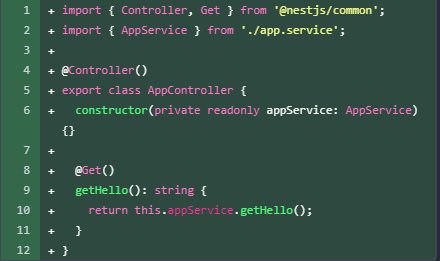 1 + import { Controller, Get } from '@nestjs/common';
2 + import { AppService } from './app.service';
3 +
4 + @Controller()
5 + export class AppController {
6 + constructor(private readonly appService: AppService)
{}
7 +
8 + @Get()
9 + getHello(): string {
10 + return this.appService.getHello();
11 + }
12 + }